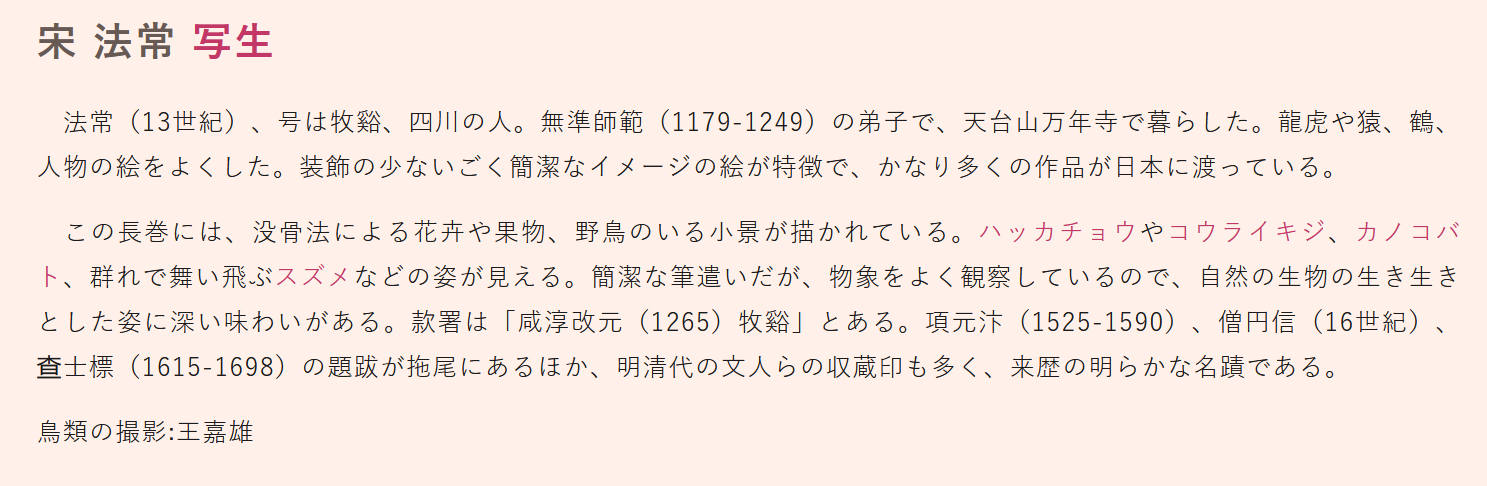 宋 法常 写生
　法常（13世紀）、号は牧谿、四川の人。無準師範（1179-1249）の弟子で、天台山万年寺で暮らした。龍虎や猿、鶴、
人物の絵をよくした。装飾の少ないごく簡潔なイメージの絵が特徴で、かなり多くの作品が日本に渡っている。
　この長巻には、没骨法による花卉や果物、野鳥のいる小景が描かれている。ハッカチョウやコウライキジ、カノコバ
ト、群れで舞い飛ぶスズメなどの姿が見える。簡潔な筆遣いだが、物象をよく観察しているので、自然の生物の生き生き
とした姿に深い味わいがある。款署は「咸淳改元（1265）牧谿」とある。項元汴（1525-1590）、僧円信（16世紀）、
査士標（1615-1698）の題跋が拖尾にあるほか、明清代の文人らの収蔵印も多く、来歴の明らかな名蹟である。
鳥類の撮影:王嘉雄